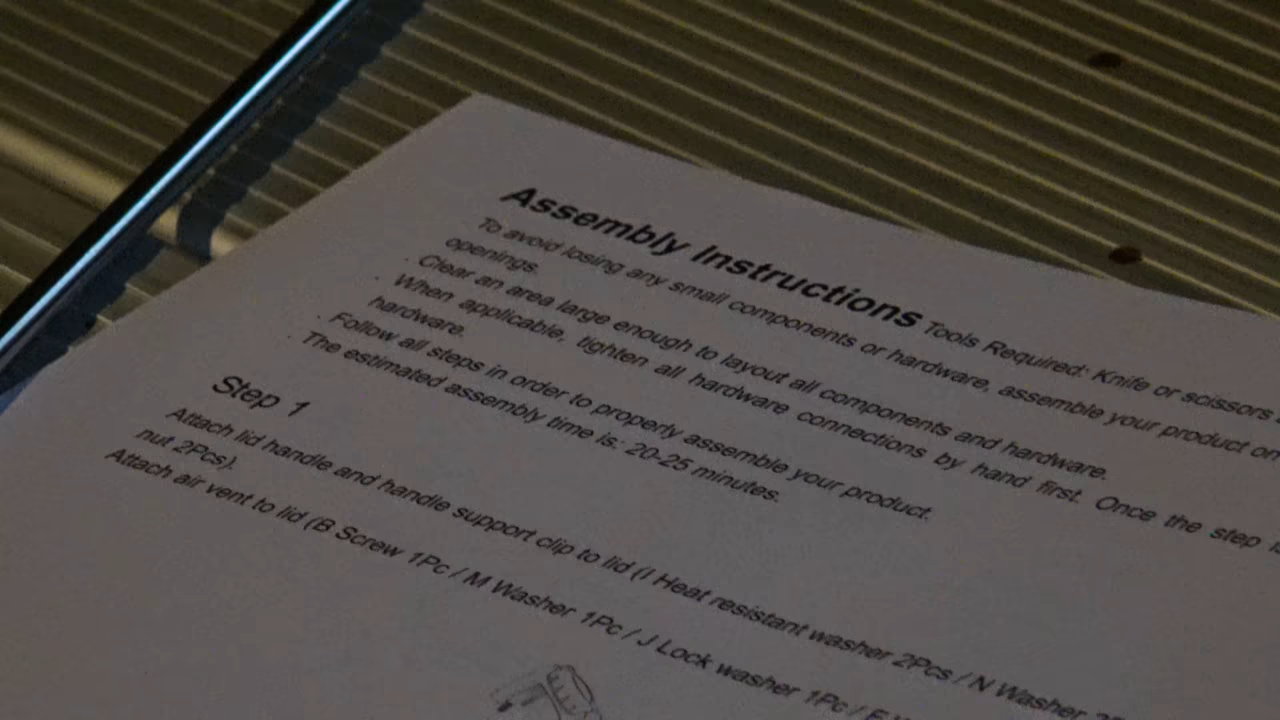 Assembly Instructions Tools Required: Knife or scissors
To avoid losing any small components or hardware, assemble your product on
openings.
· Clear an area large enough to layout all components and hardware.
· When applicable, tighten all hardware connections by hand first. Once the step
hardware.
· Follow all steps in order to properly assemble your product.
· The estimated assembly time is: 20-25 minutes.
Step 1
Attach lid handle and handle support clip to lid (I Heat resistant washer 2Pcs / N Washer
nut 2Pcs).
Attach air vent to lid (B Screw 1Pc / M Washer 1Pc / J Lock washer 1Pc /